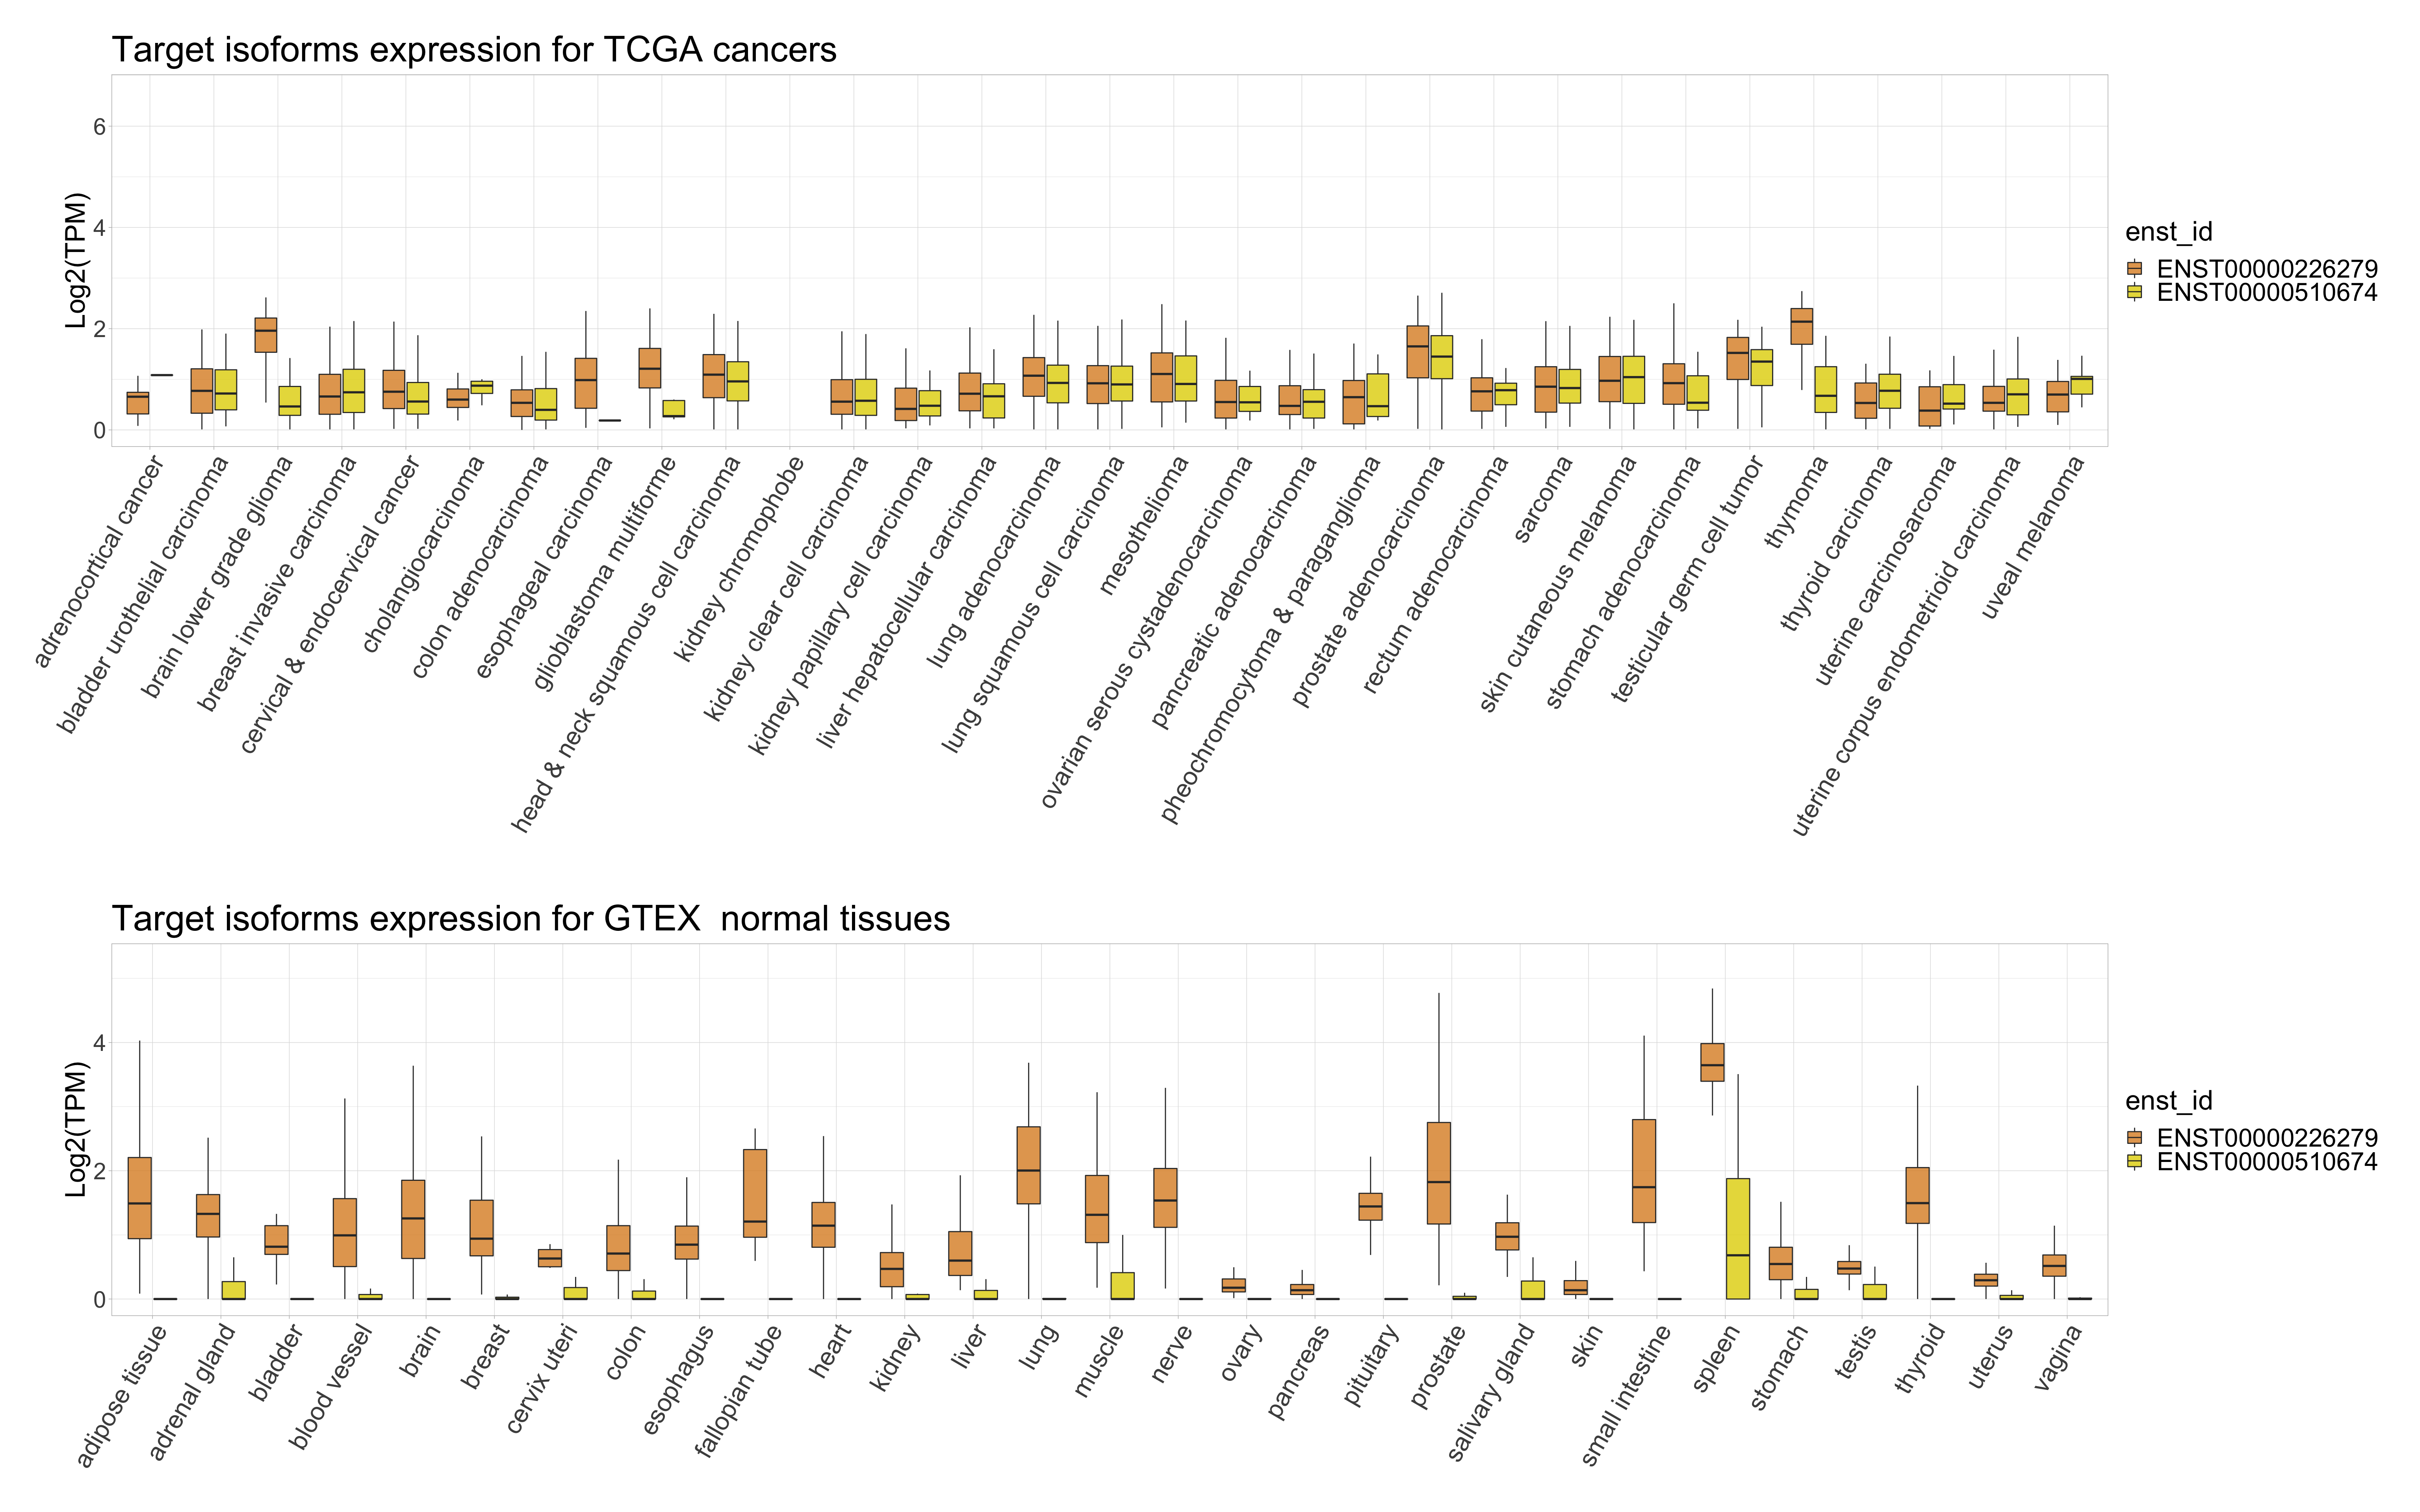 Target isoforms expression for TCGA cancers
Log2(TPM)
6
4
2
0
adrenocortical cancer
bladder urothelial carcinoma
brain lower grade glioma
breast invasive carcinoma
cervical & endocervical cancer
cholangiocarcinoma
colon adenocarcinoma
esophageal carcinoma
glioblastoma multiforme
head & neck squamous cell carcinoma
kidney chromophobe
kidney clear cell carcinoma
kidney papillary cell carcinoma
liver hepatocellular carcinoma
lung adenocarcinoma
lung squamous cell carcinoma
mesothelioma
ovarian serous cystadenocarcinoma
pancreatic adenocarcinoma
pheochromocytoma & paraganglioma
prostate adenocarcinoma
rectum adenocarcinoma
sarcoma
skin cutaneous melanoma
stomach adenocarcinoma
testicular germ cell tumor
thymoma
thyroid carcinoma
uterine carcinosarcoma
uterine corpus endometrioid carcinoma
uveal melanoma
enst_id
ENST00000226279
ENST00000510674
Target isoforms expression for GTEX  normal tissues
Log2(TPM)
4
2
0
adipose tissue
adrenal gland
bladder
blood vessel
brain
breast
cervix uteri
colon
esophagus
fallopian tube
heart
kidney
liver
lung
muscle
nerve
ovary
pancreas
pituitary
prostate
salivary gland
skin
small intestine
spleen
stomach
testis
thyroid
uterus
vagina
enst_id
ENST00000226279
ENST00000510674